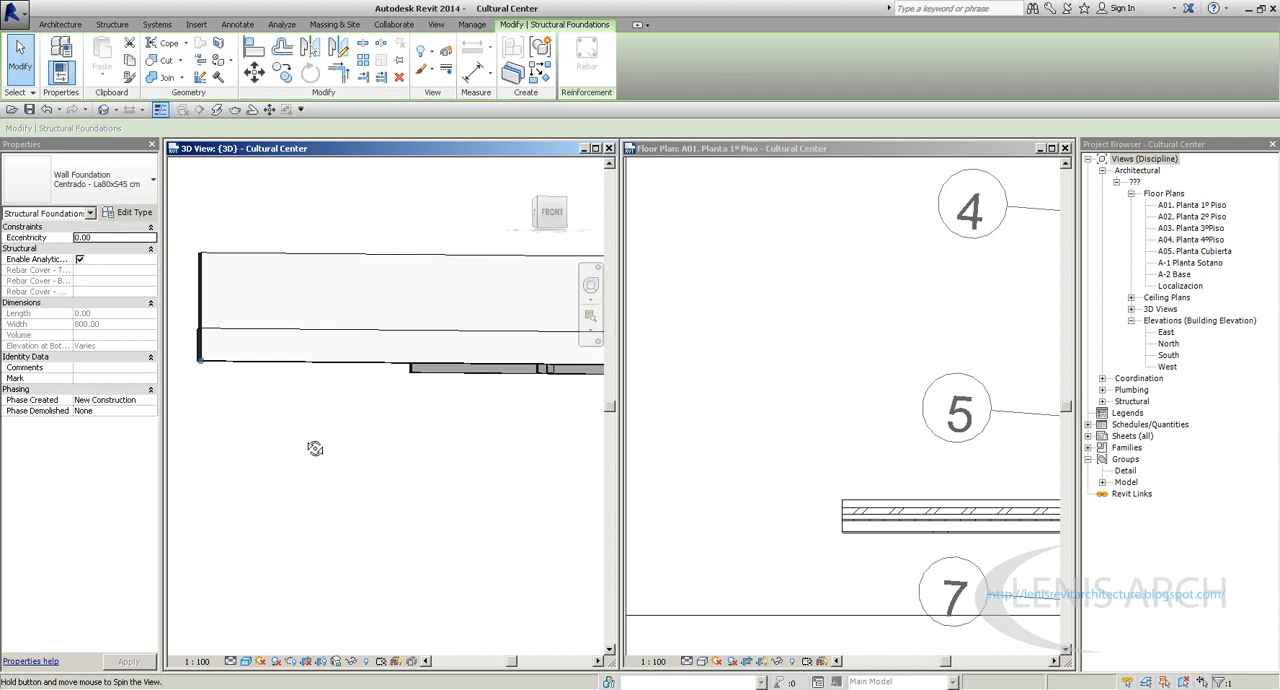 Autodesk Revit 2014 - Cultural Center
Type a keyword or phrase
Sign In
Architecture Structure Systems Insert Annotate Analyze Massing & Site Collaborate View Manage Modify | Structural Foundations
Modify
Paste
Cope
Cut
Join
Rebar
Select Properties Clipboard Geometry Modify View Measure Create Reinforcement
Modify | Structural Foundations
Properties
Wall Foundation
Centrado - La80xS45 cm
Structural Foundations
Edit Type
Constraints
Eccentricity 0.00
Structural
Enable Analytic...
Rebar Cover - T...
Rebar Cover - B...
Rebar Cover - ...
Dimensions
Length 0.00
Width 800.00
Volume
Elevation at Bot... Varies
Identity Data
Comments
Mark
Phasing
Phase Created New Construction
Phase Demolished None
Properties help
Apply
3D View: {3D} - Cultural Center
FRONT
1 : 100
Floor Plan: A01. Planta 1º Piso - Cultural Center
4
5
7
1 : 100
Project Browser - Cultural Center
Views (Discipline)
Architectural
???
Floor Plans
A01. Planta 1º Piso
A02. Planta 2º Piso
A03. Planta 3ºPiso
A04. Planta 4ºPiso
A05. Planta Cubierta
A-1 Planta Sotano
A-2 Base
Localizacion
Ceiling Plans
3D Views
Elevations (Building Elevation)
East
North
South
West
Coordination
Plumbing
Structural
Legends
Schedules/Quantities
Sheets (all)
Families
Groups
Detail
Model
Revit Links
LENIS ARCH
http://lenisrevitarchitecture.blogspot.com/
Hold button and move mouse to Spin the View.
:0
Main Model
:1